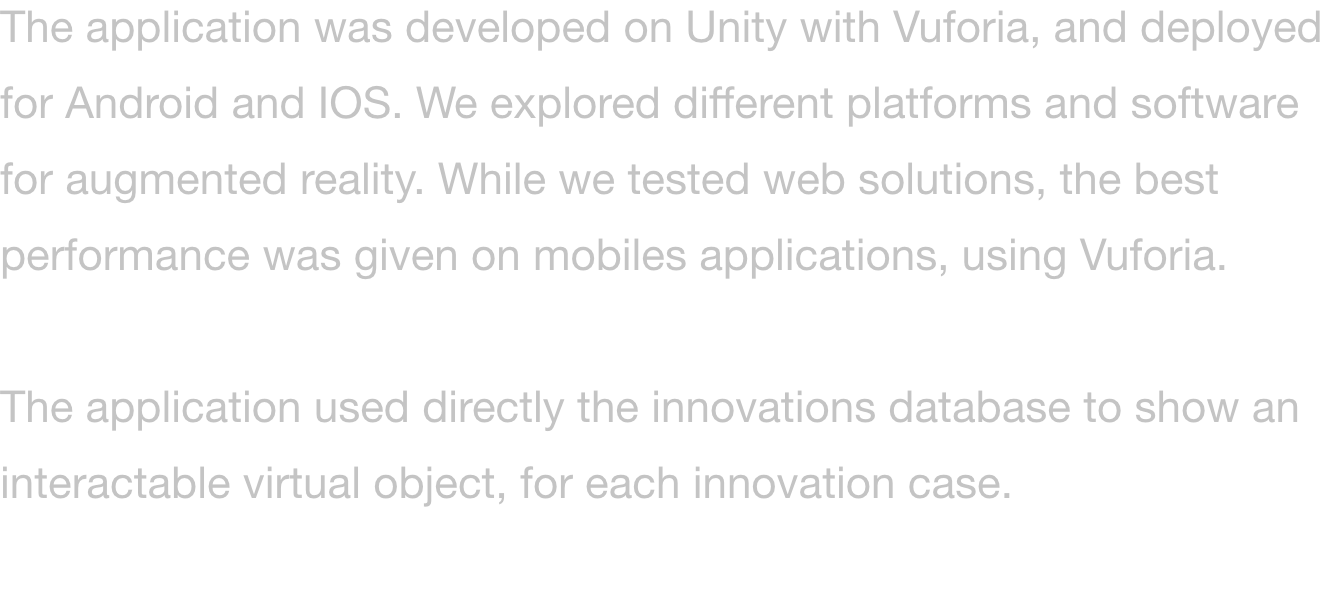 The application was developed on Unity with Vuforia, and deployed
for Android and IOS. We explored different platforms and software
for augmented reality. While we tested web solutions, the best
performance was given on mobiles applications, using Vuforia.
The application used directly the innovations database to show an
interactable virtual object, for each innovation case.